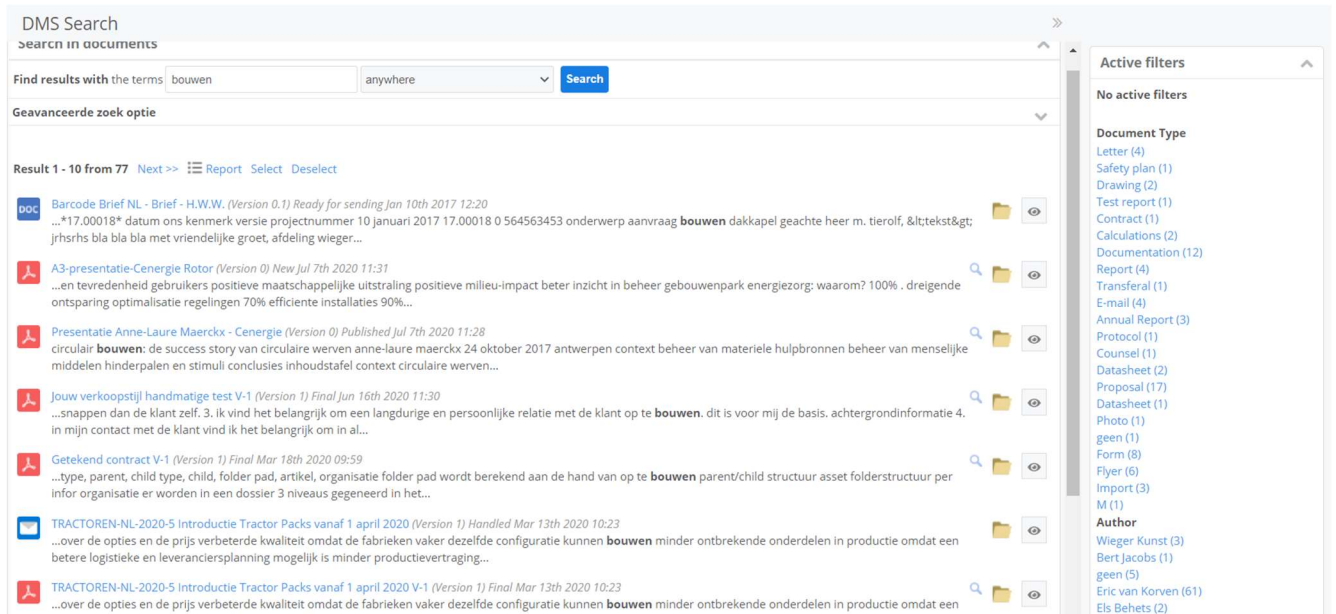 DMS Search
Search in documents
Find results with the terms bouwen anywhere Search
Geavanceerde zoek optie
Result 1 - 10 from 77 Next >> Report Select Deselect
DOC
Barcode Brief NL - Brief - H.W.W. (Version 0.1) Ready for sending Jan 10th 2017 12:20
...*17.00018* datum ons kenmerk versie projectnummer 10 januari 2017 17.00018 0 564563453 onderwerp aanvraag bouwen dakkapel geachte heer m. tierolf, &lt;tekst&gt;
jrhsrhs bla bla bla met vriendelijke groet, afdeling wieger...
A3-presentatie-Cenergie Rotor (Version 0) New Jul 7th 2020 11:31
...en tevredenheid gebruikers positieve maatschappelijke uitstraling positieve milieu-impact beter inzicht in beheer gebouwenpark energiezorg: waarom? 100% . dreigende
ontsparing optimalisatie regelingen 70% efficiente installaties 90%...
Presentatie Anne-Laure Maerckx - Cenergie (Version 0) Published Jul 7th 2020 11:28
circulair bouwen: de success story van circulaire werven anne-laure maerckx 24 oktober 2017 antwerpen context beheer van materiele hulpbronnen beheer van menselijke
middelen hinderpalen en stimuli conclusies inhoudstafel context circulaire werven...
Jouw verkoopstijl handmatige test V-1 (Version 1) Final Jun 16th 2020 11:30
...snappen dan de klant zelf. 3. ik vind het belangrijk om een langdurige en persoonlijke relatie met de klant op te bouwen. dit is voor mij de basis. achtergrondinformatie 4.
in mijn contact met de klant vind ik het belangrijk om in al...
Getekend contract V-1 (Version 1) Final Mar 18th 2020 09:59
...type, parent, child type, child, folder pad, artikel, organisatie folder pad wordt berekend aan de hand van op te bouwen parent/child structuur asset folderstructuur per
infor organisatie er worden in een dossier 3 niveaus gegeneerd in het...
TRACTOREN-NL-2020-5 Introductie Tractor Packs vanaf 1 april 2020 (Version 1) Handled Mar 13th 2020 10:23
...over de opties en de prijs verbeterde kwaliteit omdat de fabrieken vaker dezelfde configuratie kunnen bouwen minder ontbrekende onderdelen in productie omdat een
betere logistieke en leveranciersplanning mogelijk is minder productievertraging...
TRACTOREN-NL-2020-5 Introductie Tractor Packs vanaf 1 april 2020 V-1 (Version 1) Final Mar 13th 2020 10:23
...over de opties en de prijs verbeterde kwaliteit omdat de fabrieken vaker dezelfde configuratie kunnen bouwen minder ontbrekende onderdelen in productie omdat een
Active filters
No active filters
Document Type
Letter (4)
Safety plan (1)
Drawing (2)
Test report (1)
Contract (1)
Calculations (2)
Documentation (12)
Report (4)
Transferal (1)
E-mail (4)
Annual Report (3)
Protocol (1)
Counsel (1)
Datasheet (2)
Proposal (17)
Datasheet (1)
Photo (1)
geen (1)
Form (8)
Flyer (6)
Import (3)
M (1)
Author
Wieger Kunst (3)
Bert Jacobs (1)
geen (5)
Eric van Korven (61)
Els Behets (2)